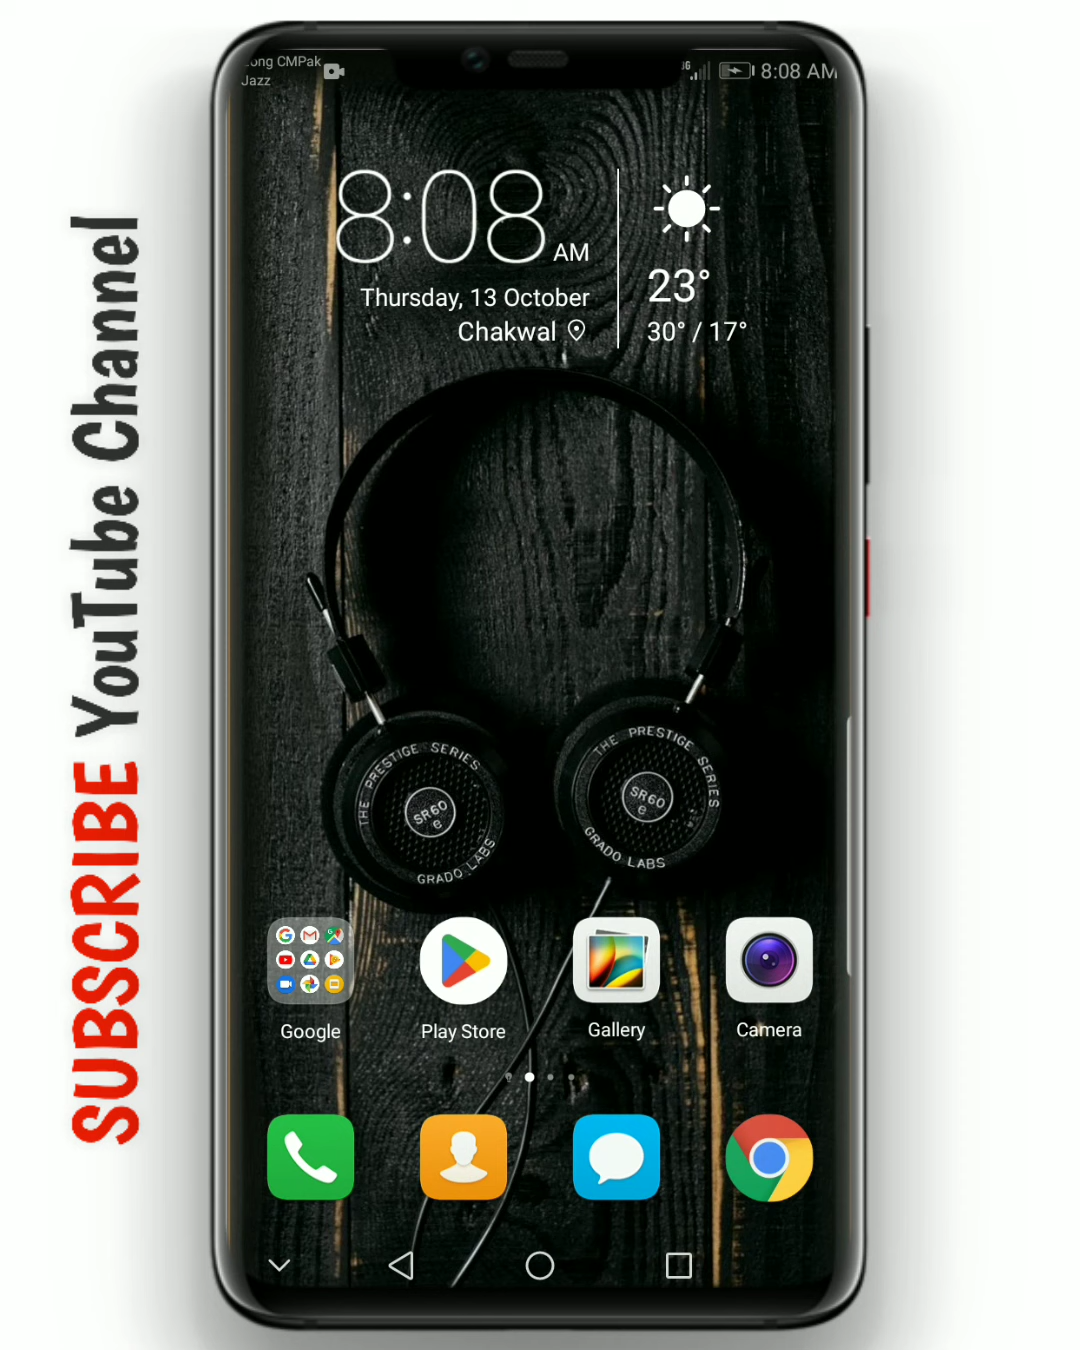 CMPak
Jazz
8:08 AM
8:08 AM
Thursday, 13 October
Chakwal
23°
30° / 17°
THE PRESTIGE SERIES
SR60
e
GRADO LABS
THE PRESTIGE SERIES
SR60
e
GRADO LABS
Google
Play Store
Gallery
Camera
SUBSCRIBE YouTube Channel